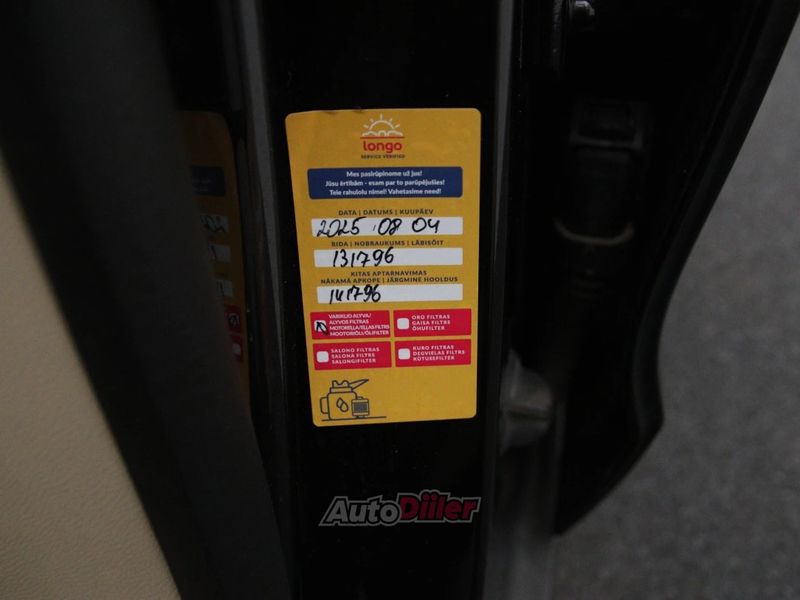 longo
SERVICE VERIFIED
Mes pasirūpinome už jus!
Jūsu ērtībām - esam par to parūpējušies!
Teie rahulolu nimel! Vahetasime need!
DATA | DATUMS | KUUPÄEV
2025 08 04
RIDA | NOBRAUKUMS | LÄBISÕIT
131796
KITAS APTARNAVIMAS
NĀKAMĀ APKOPE | JÄRGMINE HOOLDUS
141796
VARIKLIO ALYVA/
ALYVOS FILTRAS
MOTOREĻĻA/EĻĻAS FILTRS
MOOTORIÕLI/ÕLIFILTER
ORO FILTRAS
GAISA FILTRS
ÕHUFILTER
SALONO FILTRAS
SALONA FILTRS
SALONGIFILTER
KURO FILTRAS
DEGVIELAS FILTRS
KÜTUSEFILTER
AutoDiiler